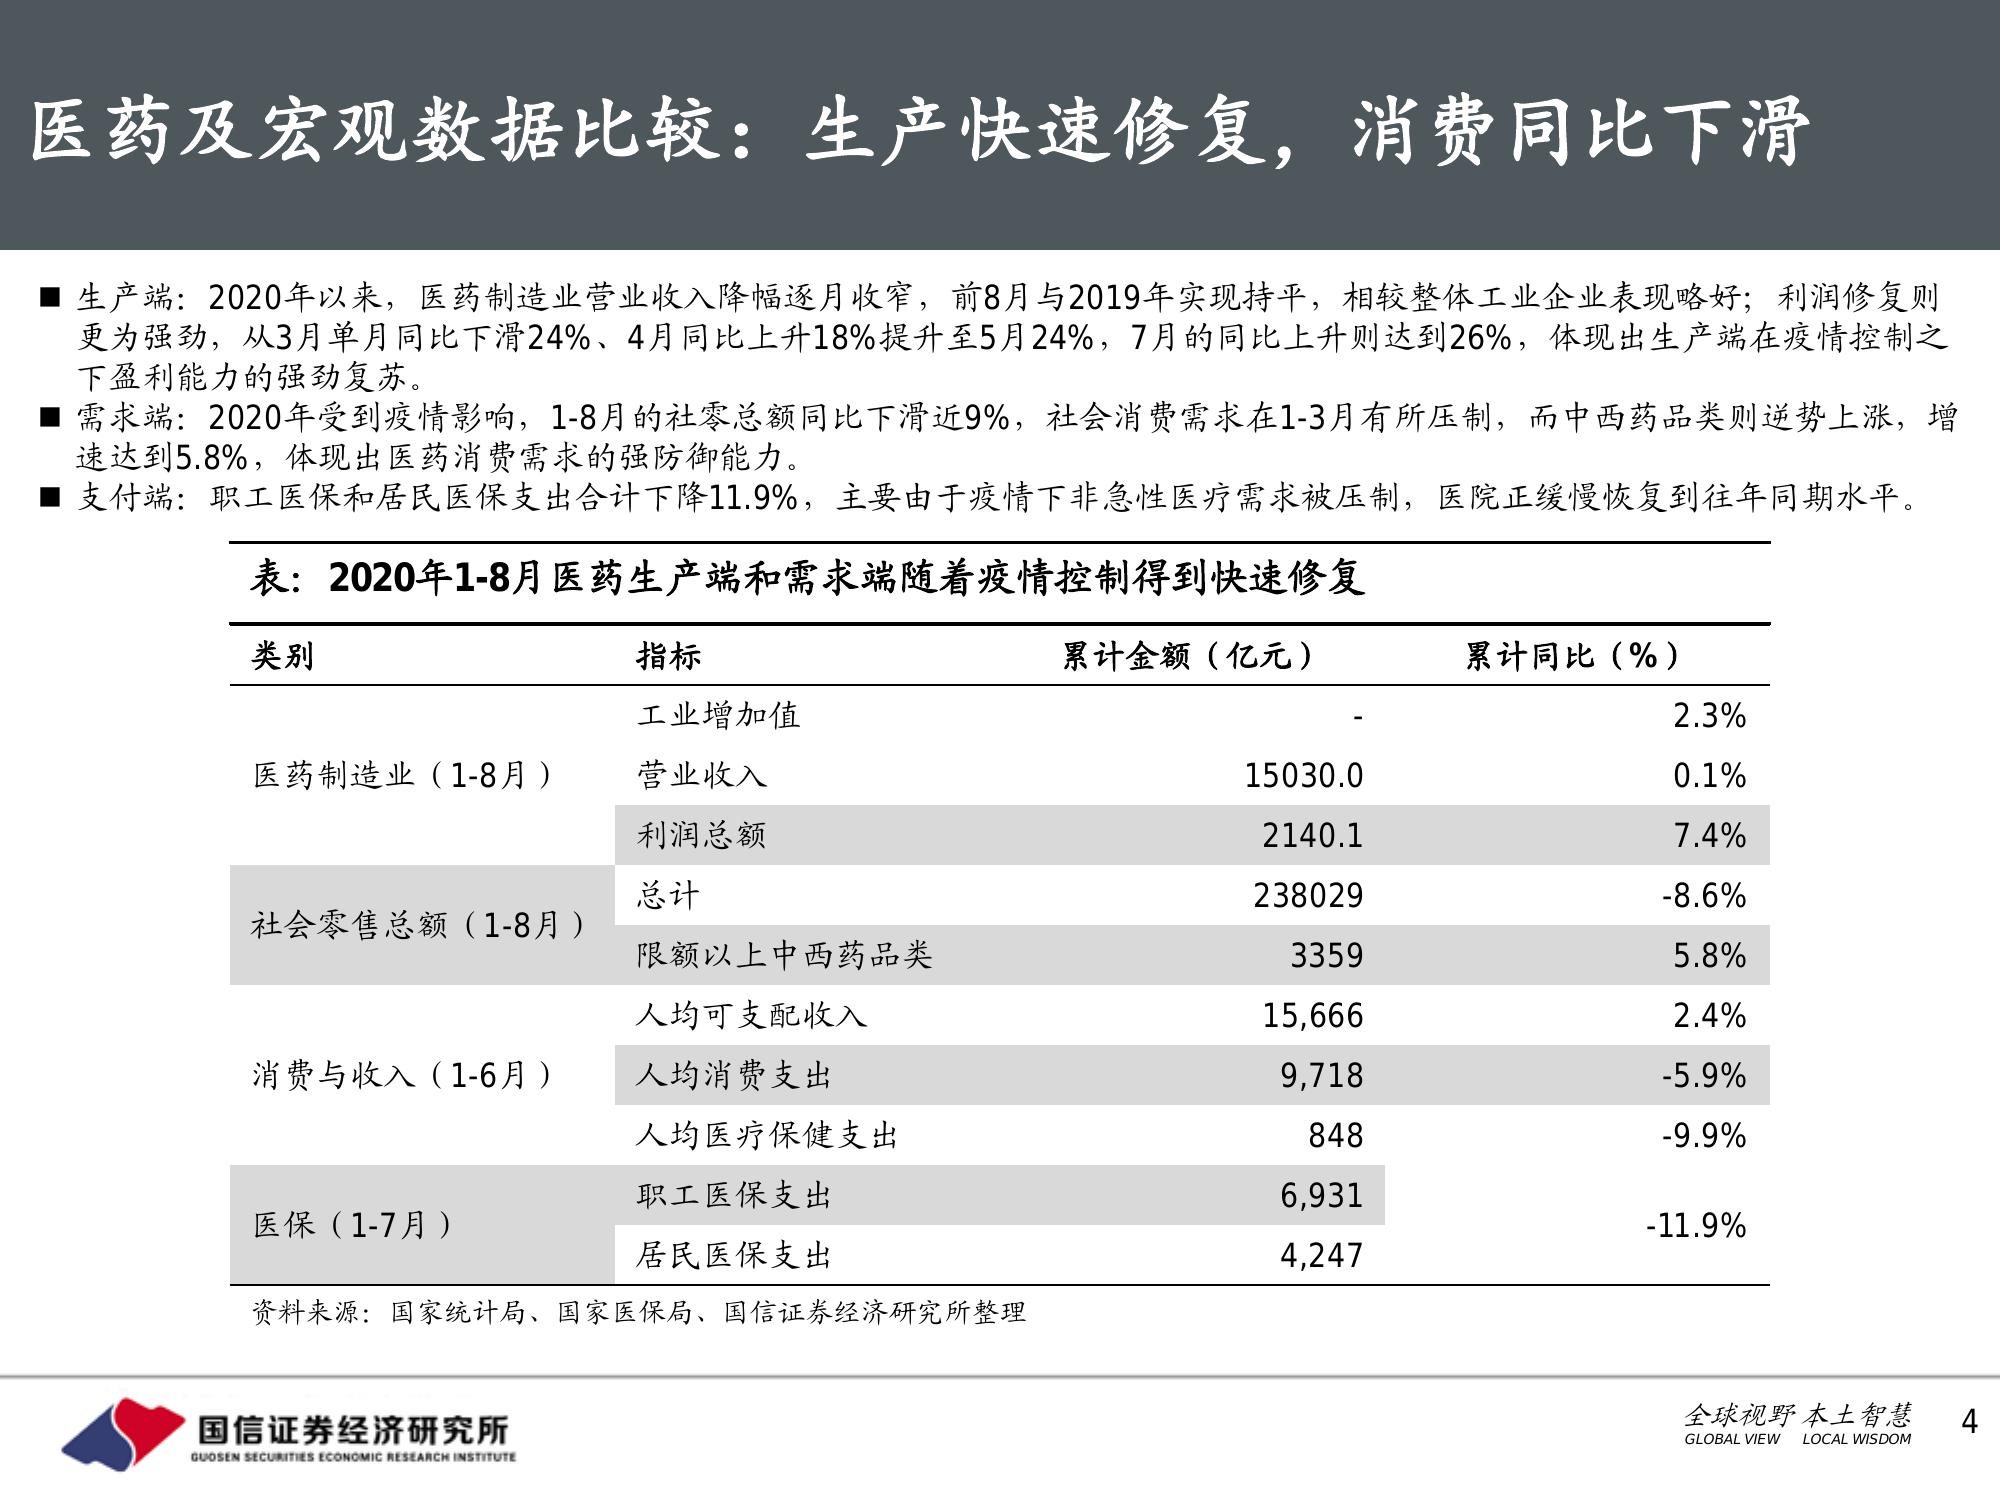 医药及宏观数据比较：生产快速修复，消费同比下滑
■ 生产端：2020年以来，医药制造业营业收入降幅逐月收窄，前8月与2019年实现持平，相较整体工业企业表现略好；利润修复则
更为强劲，从3月单月同比下滑24%、4月同比上升18%提升至5月24%，7月的同比上升则达到26%，体现出生产端在疫情控制之
下盈利能力的强劲复苏。
■ 需求端：2020年受到疫情影响，1-8月的社零总额同比下滑近9%，社会消费需求在1-3月有所压制，而中西药品类则逆势上涨，增
速达到5.8%，体现出医药消费需求的强防御能力。
■ 支付端：职工医保和居民医保支出合计下降11.9%，主要由于疫情下非急性医疗需求被压制，医院正缓慢恢复到往年同期水平。
表：2020年1-8月医药生产端和需求端随着疫情控制得到快速修复
类别 指标 累计金额（亿元） 累计同比（%）
工业增加值 - 2.3%
医药制造业（1-8月） 营业收入 15030.0 0.1%
利润总额 2140.1 7.4%
总计 238029 -8.6%
社会零售总额（1-8月）
限额以上中西药品类 3359 5.8%
人均可支配收入 15,666 2.4%
消费与收入（1-6月） 人均消费支出 9,718 -5.9%
人均医疗保健支出 848 -9.9%
职工医保支出 6,931
医保（1-7月） -11.9%
居民医保支出 4,247
资料来源：国家统计局、国家医保局、国信证券经济研究所整理
国信证券经济研究所
GUOSEN SECURITIES ECONOMIC RESEARCH INSTITUTE
全球视野 本土智慧
GLOBAL VIEW LOCAL WISDOM
4